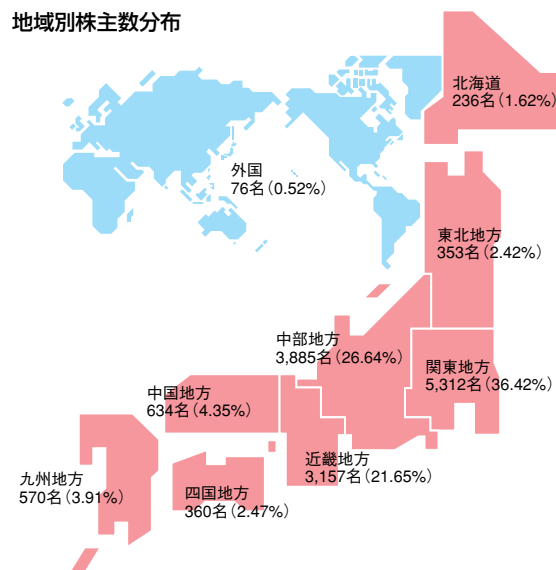 地域別株主数分布
北海道
236名（1.62%）
外国
76名（0.52%）
東北地方
353名（2.42%）
中部地方
3,885名（26.64%）
関東地方
5,312名（36.42%）
中国地方
634名（4.35%）
近畿地方
3,157名（21.65%）
九州地方
570名（3.91%）
四国地方
360名（2.47%）